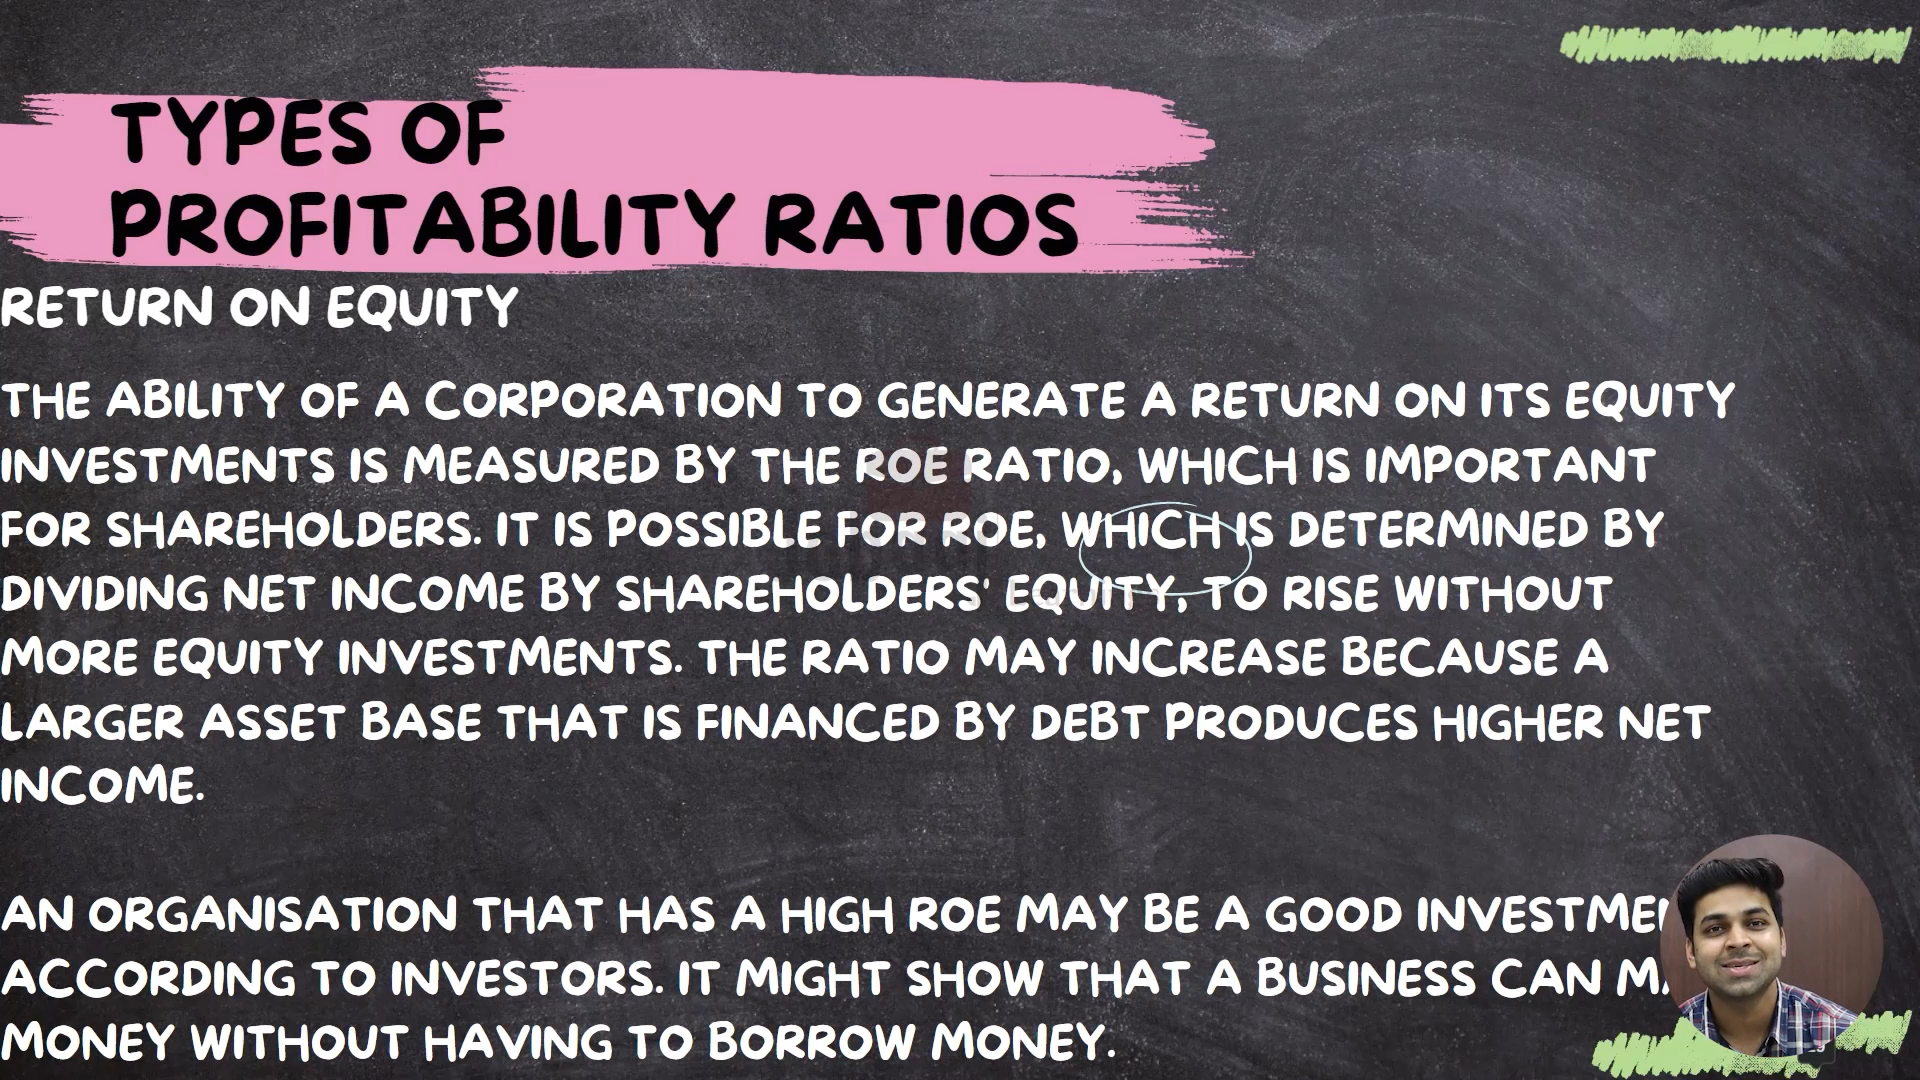 TYPES OF
PROFITABILITY RATIOS
RETURN ON EQUITY
THE ABILITY OF A CORPORATION TO GENERATE A RETURN ON ITS EQUITY
INVESTMENTS IS MEASURED BY THE ROE RATIO, WHICH IS IMPORTANT
FOR SHAREHOLDERS. IT IS POSSIBLE FOR ROE, WHICH IS DETERMINED BY
DIVIDING NET INCOME BY SHAREHOLDERS' EQUITY, TO RISE WITHOUT
MORE EQUITY INVESTMENTS. THE RATIO MAY INCREASE BECAUSE A
LARGER ASSET BASE THAT IS FINANCED BY DEBT PRODUCES HIGHER NET
INCOME.
AN ORGANISATION THAT HAS A HIGH ROE MAY BE A GOOD
ACCORDING TO INVESTORS. IT MIGHT SHOW THAT A BUSINESS CAN
MONEY WITHOUT HAVING TO BORROW MONEY.